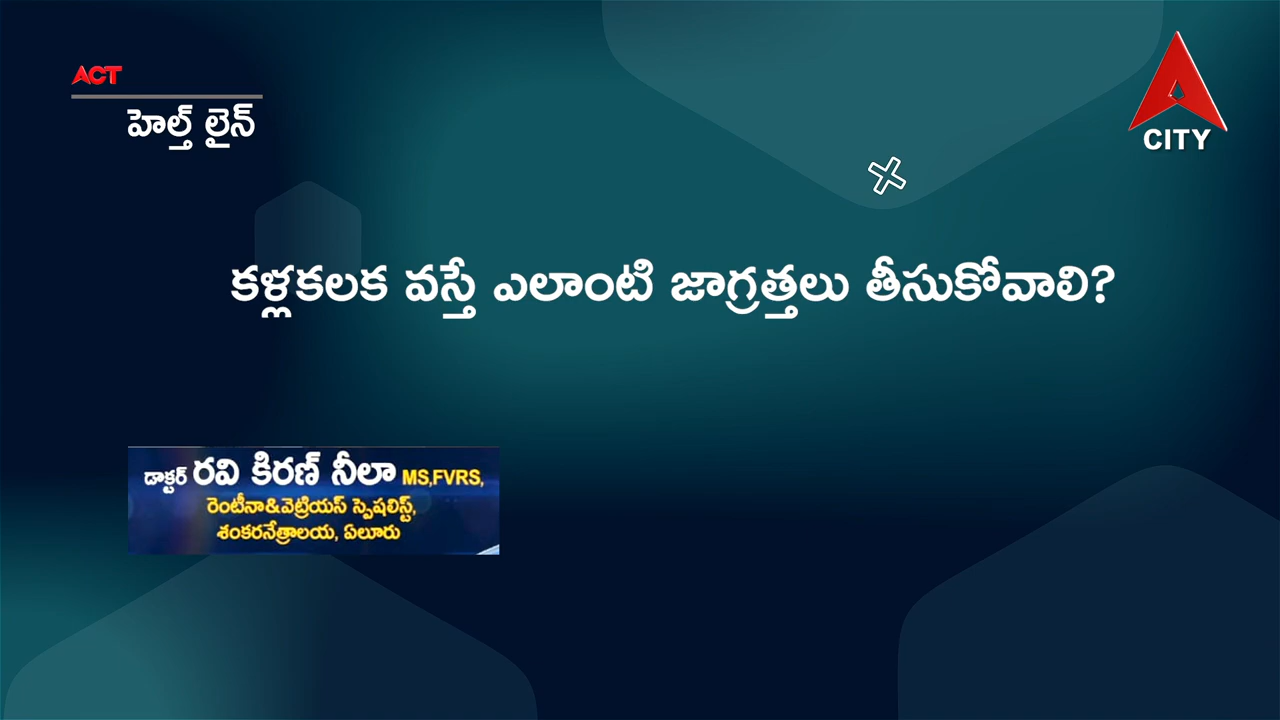 ACT
హెల్త్ లైన్
CITY
కళ్లకలక వస్తే ఎలాంటి జాగ్రత్తలు తీసుకోవాలి?
డాక్టర్ రవి కిరణ్ నీలా MS,FVRS,
రెంటీనా&వెట్రియస్ స్పెషలిస్ట్,
శంకరనేత్రాలయ, ఏలూరు